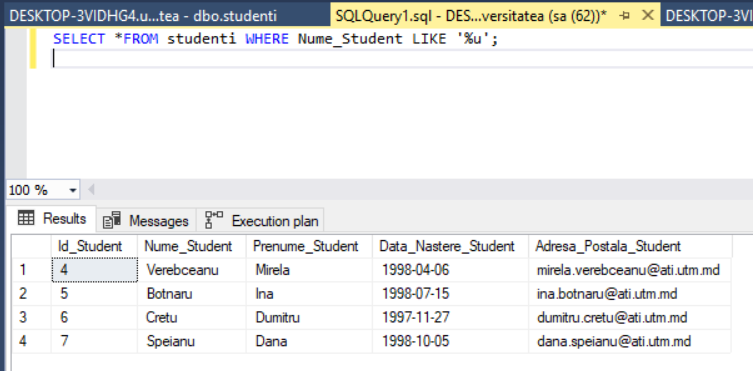 DESKTOP-3VIDHG4.u...tea - dbo.studenti SQLQuery1.sql - DES...versitatea (sa (62))* DESKTOP-3VI
SELECT *FROM studenti WHERE Nume_Student LIKE '%u';
100 %
Results Messages Execution plan
Id_Student Nume_Student Prenume_Student Data_Nastere_Student Adresa_Postala_Student
1 4 Verebceanu Mirela 1998-04-06 mirela.verebceanu@ati.utm.md
2 5 Botnaru Ina 1998-07-15 ina.botnaru@ati.utm.md
3 6 Cretu Dumitru 1997-11-27 dumitru.cretu@ati.utm.md
4 7 Speianu Dana 1998-10-05 dana.speianu@ati.utm.md